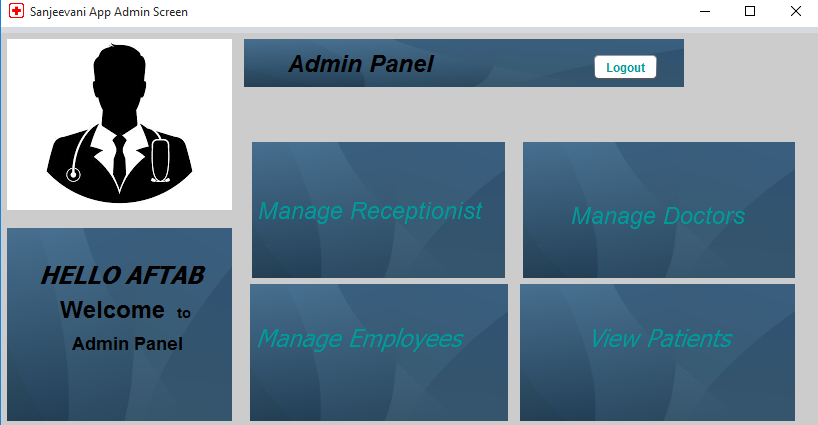 Sanjeevani App Admin Screen
Admin Panel
Logout
Manage Receptionist
Manage Doctors
HELLO AFTAB
Welcome to
Admin Panel
Manage Employees
View Patients